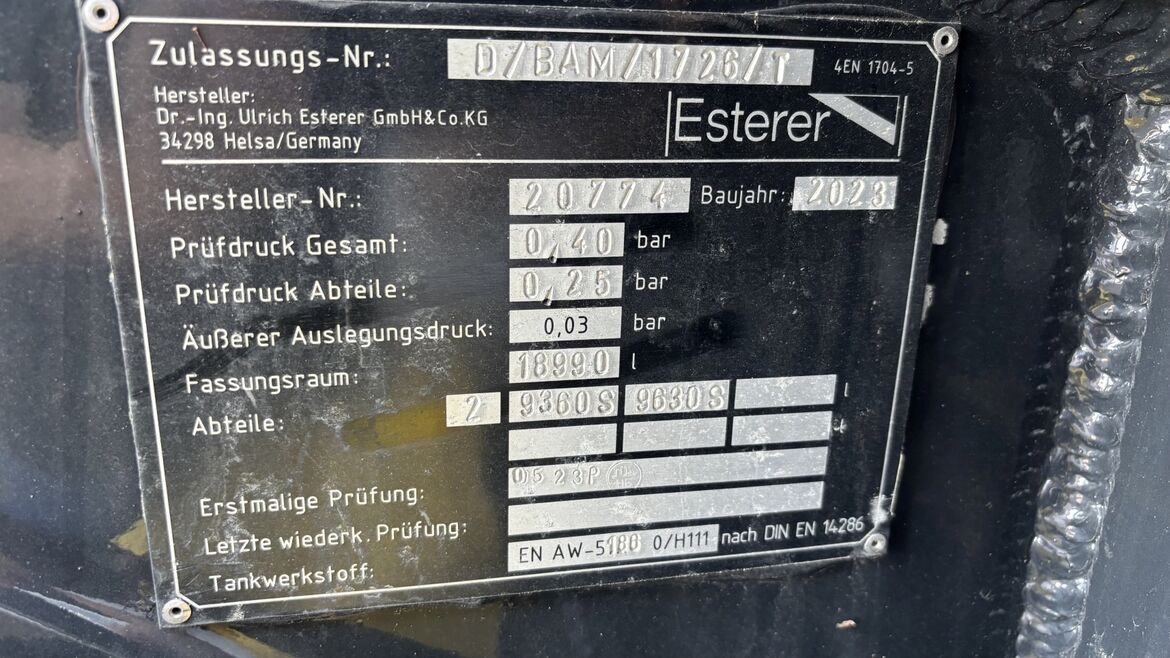 Zulassungs-Nr.: D/BAM/1726/T 4EN 1704-5
Hersteller:
Dr.-Ing. Ulrich Esterer GmbH&Co.KG
34298 Helsa/Germany
Esterer
Hersteller-Nr.: 20774 Baujahr: 2023
Prüfdruck Gesamt: 0,40 bar
Prüfdruck Abteile: 0,25 bar
Äußerer Auslegungsdruck: 0,03 bar
Fassungsraum: 18990 l
Abteile: 2 9360S 9630S l
Erstmalige Prüfung: 0523P
Letzte wiederk. Prüfung:
Tankwerkstoff: EN AW-5186 0/H111 nach DIN EN 14286